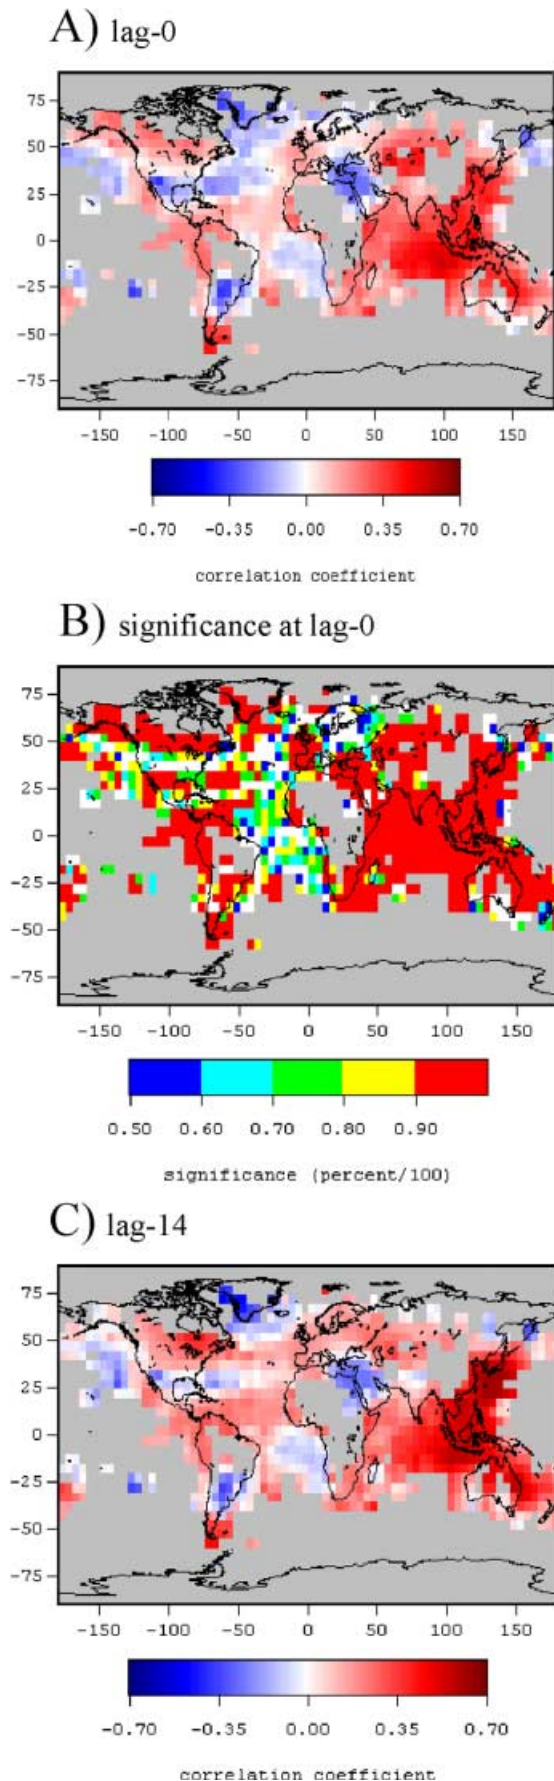 A) lag-0
75
50
25
0
-25
-50
-75
-150 -100 -50 0 50 100 150
-0.70 -0.35 0.00 0.35 0.70
correlation coefficient
B) significance at lag-0
75
50
25
0
-25
-50
-75
-150 -100 -50 0 50 100 150
0.50 0.60 0.70 0.80 0.90
significance (percent/100)
C) lag-14
75
50
25
0
-25
-50
-75
-150 -100 -50 0 50 100 150
-0.70 -0.35 0.00 0.35 0.70
correlation coefficient